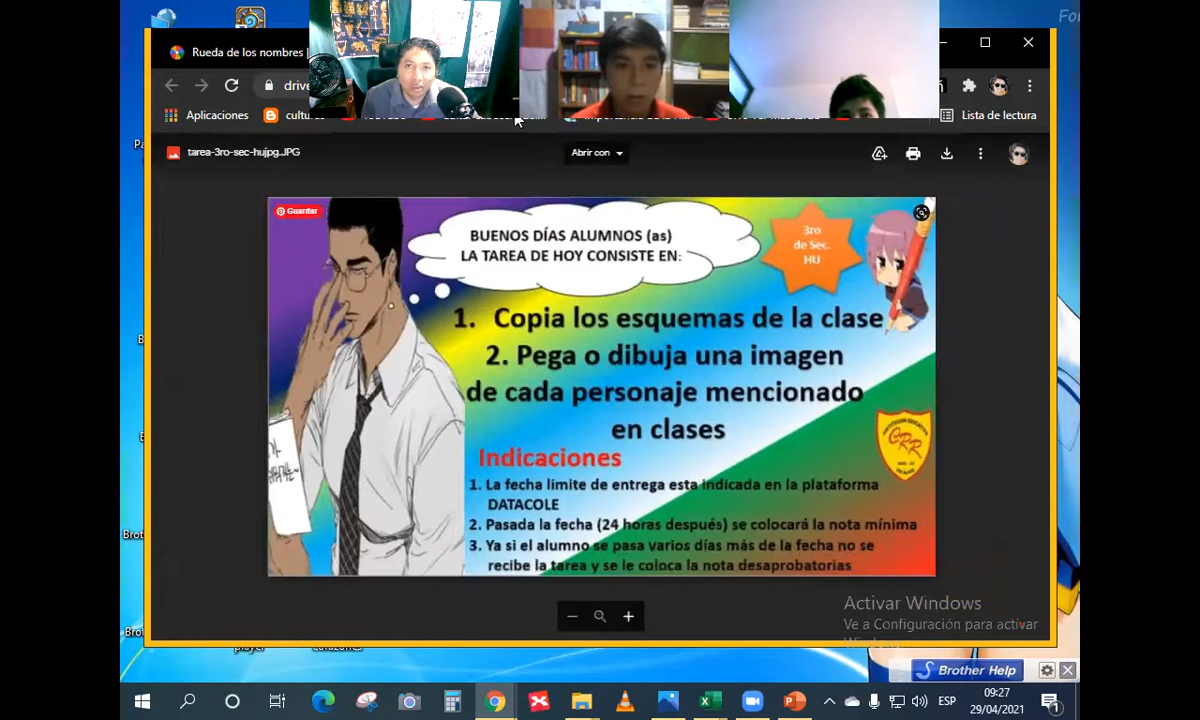 Rueda de los nombres |
drive
Aplicaciones
Lista de lectura
tarea-3ro-sec-hujpg.JPG
Abrir con
Guardar
BUENOS DÍAS ALUMNOS (as)
LA TAREA DE HOY CONSISTE EN:
3ro
de Sec.
HU
1. Copia los esquemas de la clase
2. Pega o dibuja una imagen
de cada personaje mencionado
en clases
CRR
Indicaciones
1. La fecha límite de entrega esta indicada en la plataforma
DATACOLE
2. Pasada la fecha (24 horas después) se colocará la nota mínima
3. Ya si el alumno se pasa varios días más de la fecha no se
recibe la tarea y se le coloca la nota desaprobatorias
Activar Windows
Ve a Configuración para activar
Windows.
Brother Help
ESP
09:27
29/04/2021